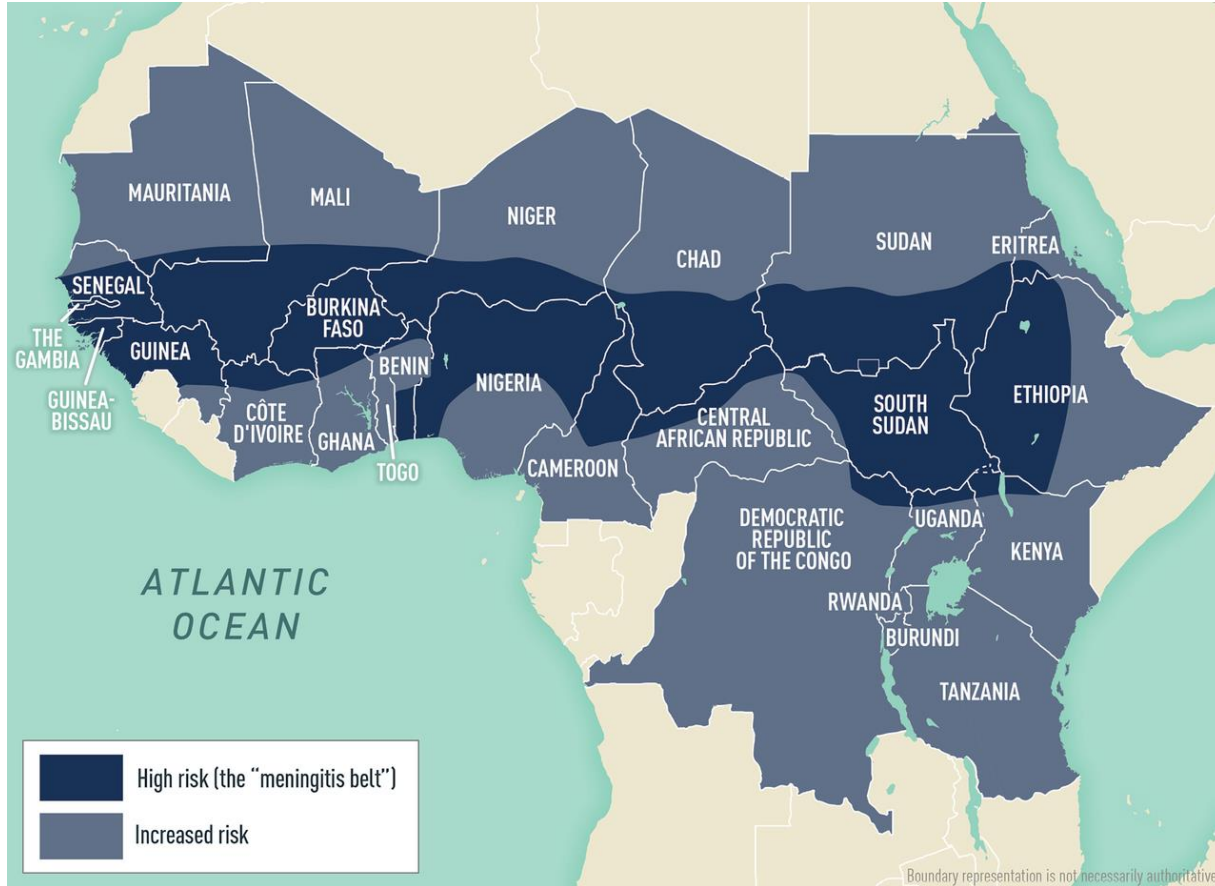 MAURITANIA
MALI
NIGER
CHAD
SUDAN
ERITREA
SENEGAL
THE
GAMBIA
GUINEA-
BISSAU
GUINEA
BURKINA
FASO
BENIN
NIGERIA
CÔTE
D'IVOIRE
GHANA
TOGO
CAMEROON
CENTRAL
AFRICAN REPUBLIC
SOUTH
SUDAN
ETHIOPIA
DEMOCRATIC
REPUBLIC
OF THE CONGO
UGANDA
KENYA
RWANDA
BURUNDI
TANZANIA
ATLANTIC
OCEAN
High risk (the “meningitis belt”)
Increased risk
Boundary representation is not necessarily authoritative